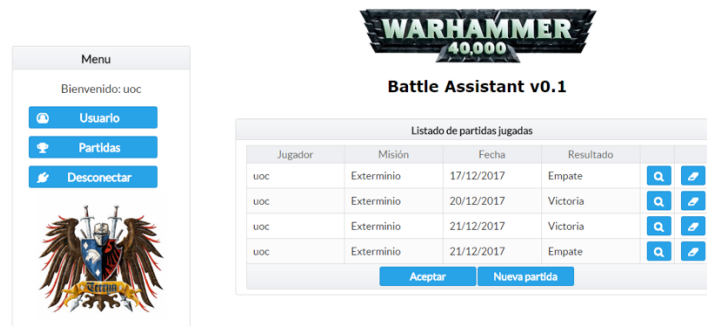 WARHAMMER
40,000
Battle Assistant v0.1
Menu
Bienvenido: uoc
Usuario
Partidas
Desconectar
Terryn
Listado de partidas jugadas
Jugador Misión Fecha Resultado
uoc Exterminio 17/12/2017 Empate
uoc Exterminio 20/12/2017 Victoria
uoc Exterminio 21/12/2017 Victoria
uoc Exterminio 21/12/2017 Empate
Aceptar Nueva partida